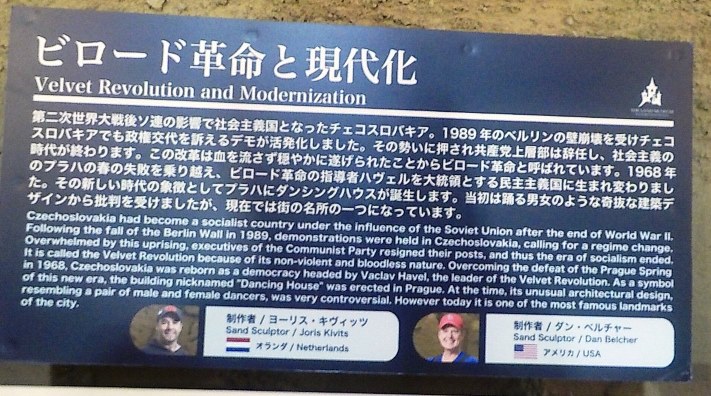 ビロード革命と現代化
Velvet Revolution and Modernization
第二次世界大戦後ソ連の影響で社会主義国となったチェコスロバキア。1989年のベルリンの壁崩壊を受けチェコ
スロバキアでも政権交代を訴えるデモが活発化しました。その勢いに押され共産党上層部は辞任し、社会主義の
時代が終わります。この改革は血を流さず穏やかに遂げられたことからビロード革命と呼ばれています。1968年
のプラハの春の失敗を乗り越え、ビロード革命の指導者ハヴェルを大統領とする民主主義国に生まれ変わりまし
た。その新しい時代の象徴としてプラハにダンシングハウスが誕生します。当初は踊る男女のような奇抜な建築デ
ザインから批判を受けましたが、現在では街の名所の一つになっています。
Czechoslovakia had become a socialist country under the influence of the Soviet Union after the end of World War II.
Following the fall of the Berlin Wall in 1989, demonstrations were held in Czechoslovakia, calling for a regime change.
Overwhelmed by this uprising, executives of the Communist Party resigned their posts, and thus the era of socialism ended.
It is called the Velvet Revolution because of its non-violent and bloodless nature. Overcoming the defeat of the Prague Spring
in 1968, Czechoslovakia was reborn as a democracy headed by Vaclav Havel, the leader of the Velvet Revolution. As a symbol
of this new era, the building nicknamed "Dancing House" was erected in Prague. At the time, its unusual architectural design,
resembling a pair of male and female dancers, was very controversial. However today it is one of the most famous landmarks
of the city.
制作者 / ヨーリス・キヴィッツ
Sand Sculptor / Joris Kivits
オランダ / Netherlands
制作者 / ダン・ベルチャー
Sand Sculptor / Dan Belcher
アメリカ / USA